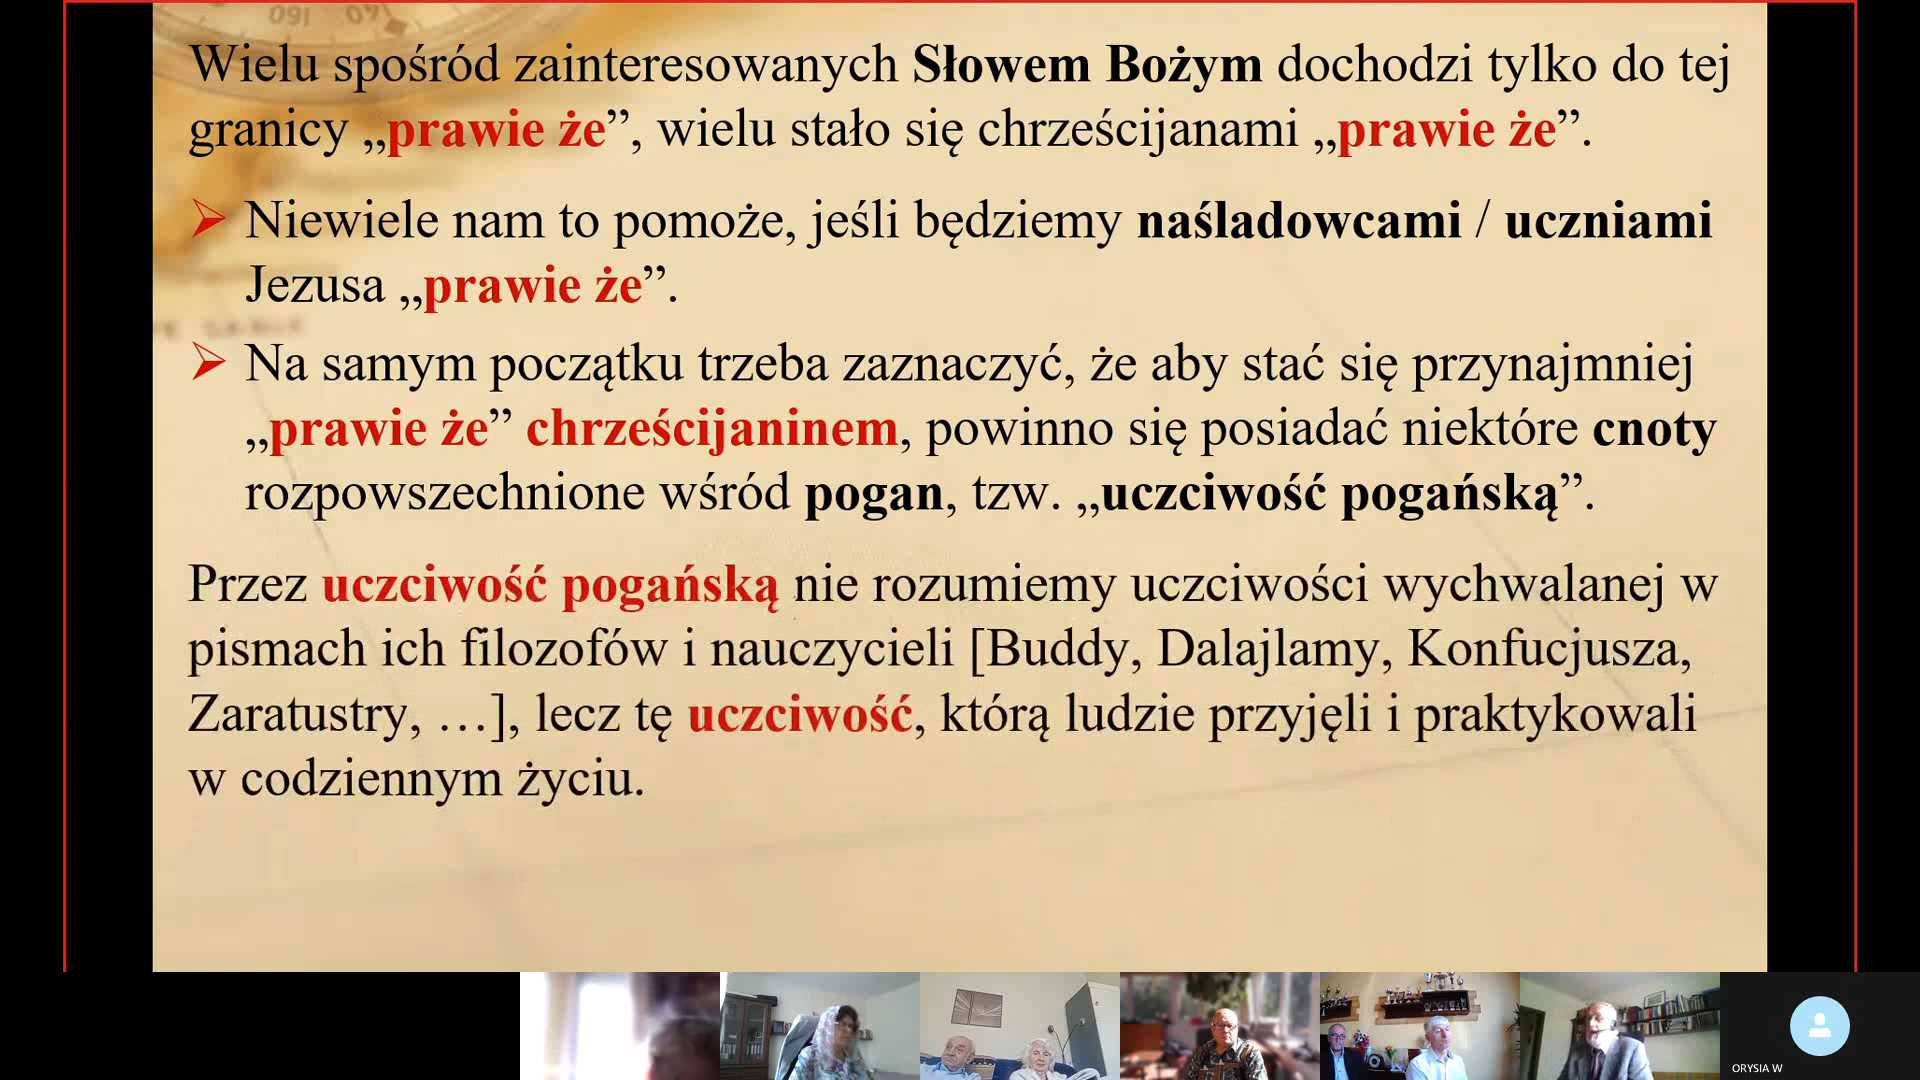 160 140
Wielu spośród zainteresowanych Słowem Bożym dochodzi tylko do tej
granicy „prawie że”, wielu stało się chrześcijanami „prawie że”.
➢ Niewiele nam to pomoże, jeśli będziemy naśladowcami / uczniami
Jezusa „prawie że”.
➢ Na samym początku trzeba zaznaczyć, że aby stać się przynajmniej
„prawie że” chrześcijaninem, powinno się posiadać niektóre cnoty
rozpowszechnione wśród pogan, tzw. „uczciwość pogańską”.
Przez uczciwość pogańską nie rozumiemy uczciwości wychwalanej w
pismach ich filozofów i nauczycieli [Buddy, Dalajlamy, Konfucjusza,
Zaratustry, …], lecz tę uczciwość, którą ludzie przyjęli i praktykowali
w codziennym życiu.
ORYSIA W